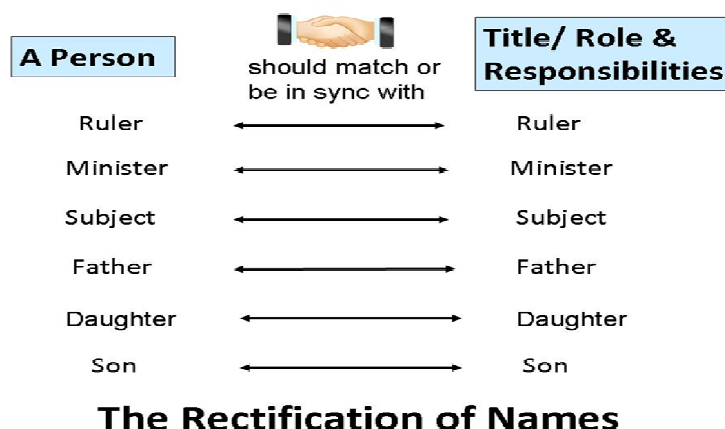 A Person
should match or
be in sync with
Title/ Role &
Responsibilities
Ruler Ruler
Minister Minister
Subject Subject
Father Father
Daughter Daughter
Son Son
The Rectification of Names